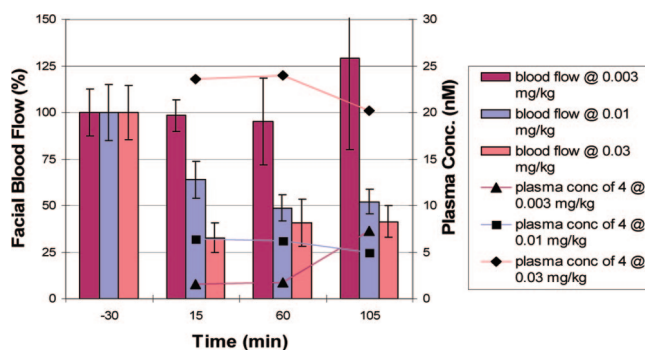 150
125
100
75
50
25
0
Facial Blood Flow (%)
-30
15
60
105
Time (min)
30
25
20
15
10
5
0
Plasma Conc. (nM)
blood flow @ 0.003
mg/kg
blood flow @ 0.01
mg/kg
blood flow @ 0.03
mg/kg
plasma conc of 4 @
0.003 mg/kg
plasma conc of 4 @
0.01 mg/kg
plasma conc of 4 @
0.03 mg/kg